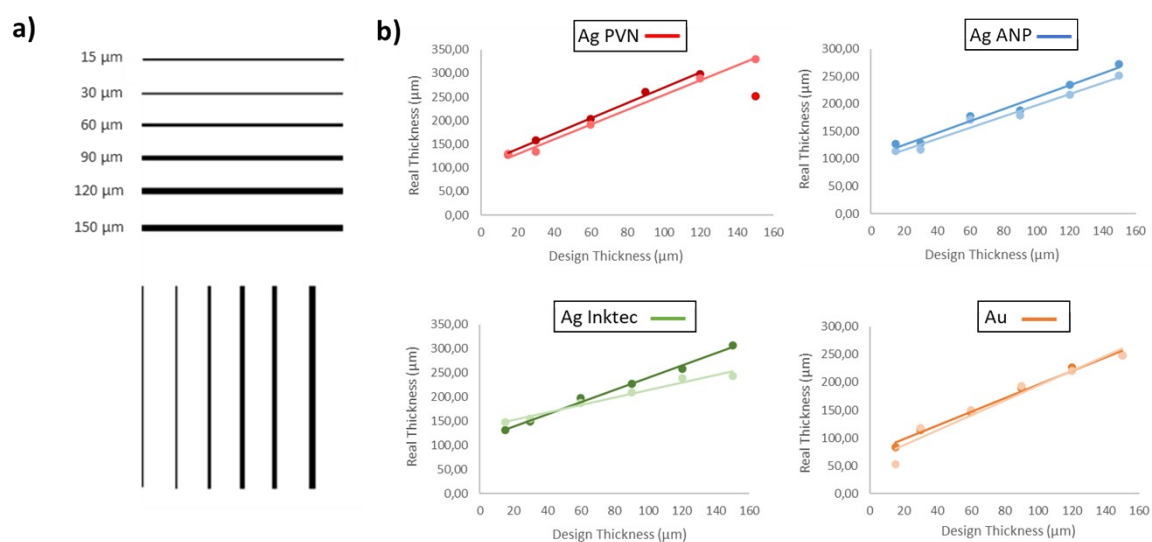 a)
15 µm
30 µm
60 µm
90 µm
120 µm
150 µm
b)
Ag PVN
350,00
300,00
250,00
200,00
150,00
100,00
50,00
0,00
Real Thickness (µm)
0 20 40 60 80 100 120 140 160
Design Thickness (µm)
Ag ANP
300,00
250,00
200,00
150,00
100,00
50,00
0,00
Real Thickness (µm)
0 20 40 60 80 100 120 140 160
Design Thickness (µm)
Ag Inktec
350,00
300,00
250,00
200,00
150,00
100,00
50,00
0,00
Real Thickness (µm)
0 20 40 60 80 100 120 140 160
Design Thickness (µm)
Au
300,00
250,00
200,00
150,00
100,00
50,00
0,00
Real Thickness (µm)
0 20 40 60 80 100 120 140 160
Design Thickness (µm)